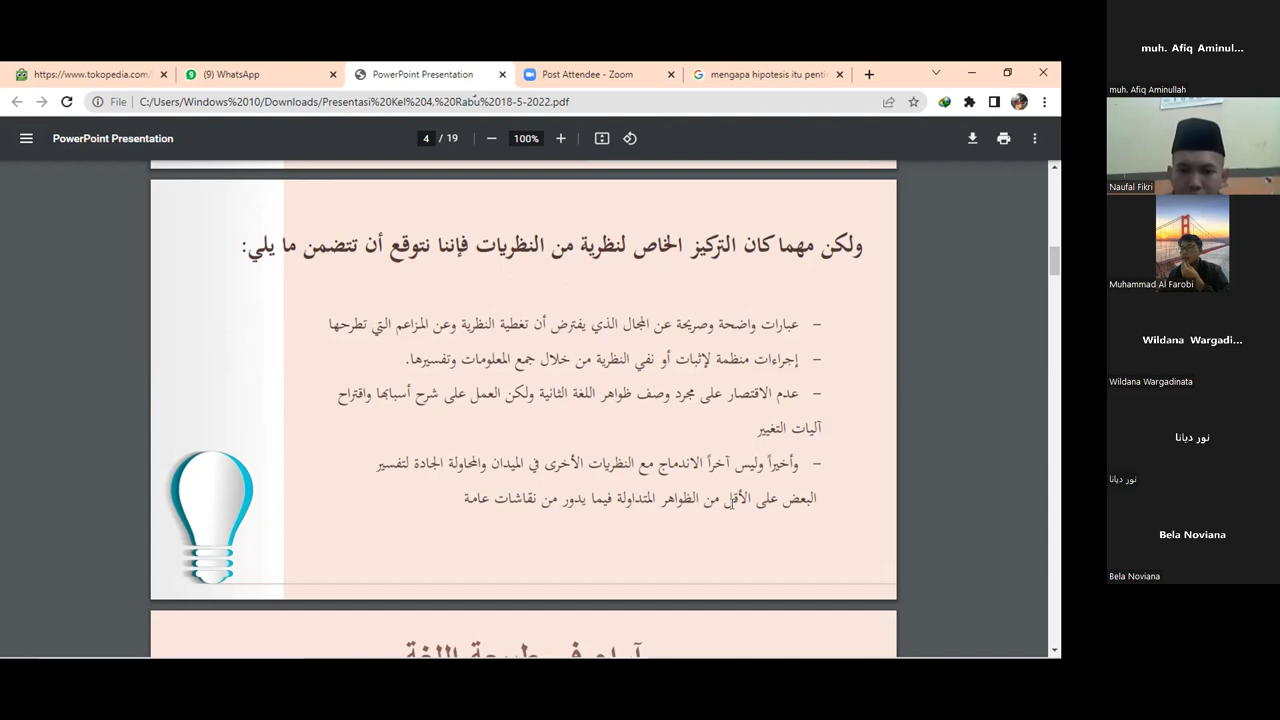 https://www.tokopedia.com/
(9) WhatsApp
PowerPoint Presentation
Post Attendee - Zoom
mengapa hipotesis itu penti
File
C:/Users/Windows%2010/Downloads/Presentasi%20Kel%204,%20Rabu%2018-5-2022.pdf
PowerPoint Presentation
4 / 19
100%
ولكن مهما كان التركيز الخاص لنظرية من النظريات فإننا نتوقع أن تتضمن ما يلي:
– عبارات واضحة وصريحة عن المجال الذي يفترض أن تغطية النظرية وعن المزاعم التي تطرحها
– إجراءات منظمة لإثبات أو نفي النظرية من خلال جمع المعلومات وتفسيرها.
– عدم الاقتصار على مجرد وصف ظواهر اللغة الثانية ولكن العمل على شرح أسبابها واقتراح
آليات التغيير
– وأخيراً وليس آخراً الاندماج مع النظريات الأخرى في الميدان والمحاولة الجادة لتفسير
البعض على الأقل من الظواهر المتداولة فيما يدور من نقاشات عامة
muh. Afiq Aminul...
muh. Afiq Aminullah
Naufal Fikri
Muhammad Al Farobi
Wildana Wargadi...
Wildana Wargadinata
نور ديانا
نور ديانا
Bela Noviana
Bela Noviana